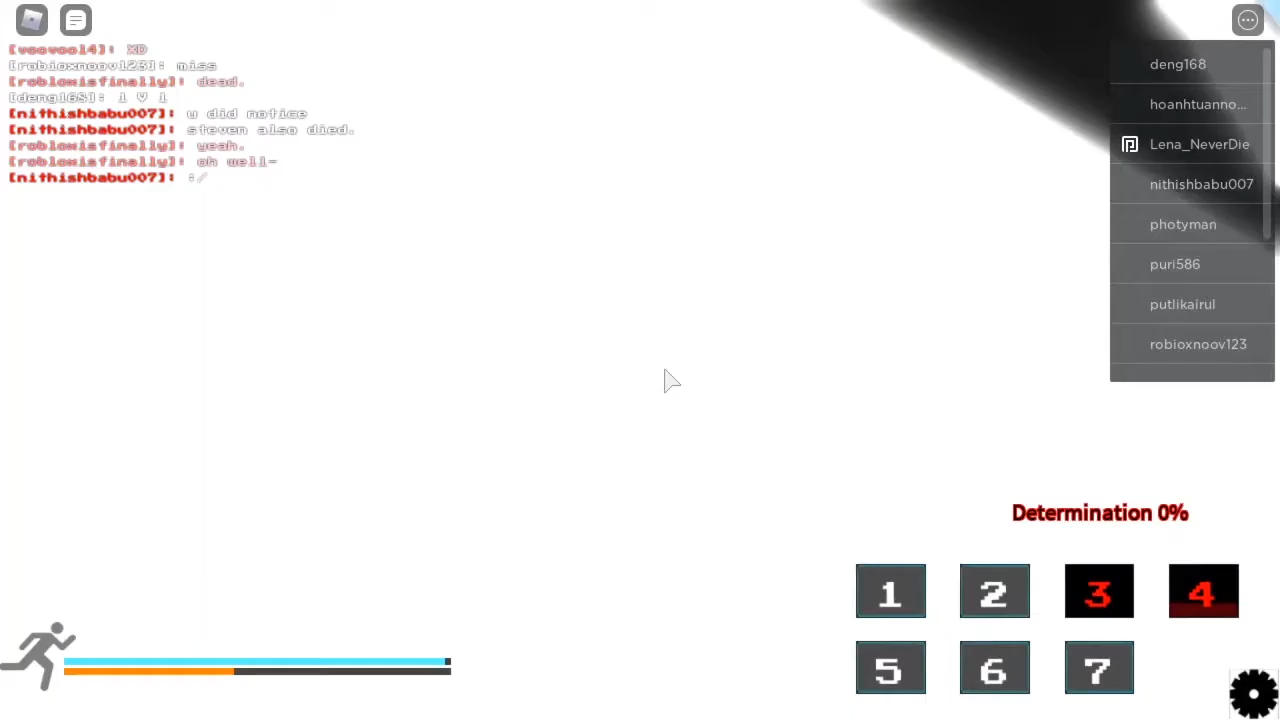 [voovool4]: XD
[robioxnoov123]: miss
[robloxisfinally]: dead.
[deng168]: 1 V 1
[nithishbabu007]: u did notice
[nithishbabu007]: steven also died.
[robloxisfinally]: yeah.
[robloxisfinally]: oh well-
[nithishbabu007]: :/
deng168
hoanhtuanno...
Lena_NeverDie
nithishbabu007
photyman
puri586
putlikairul
robioxnoov123
Determination 0%
1 2 3 4
5 6 7